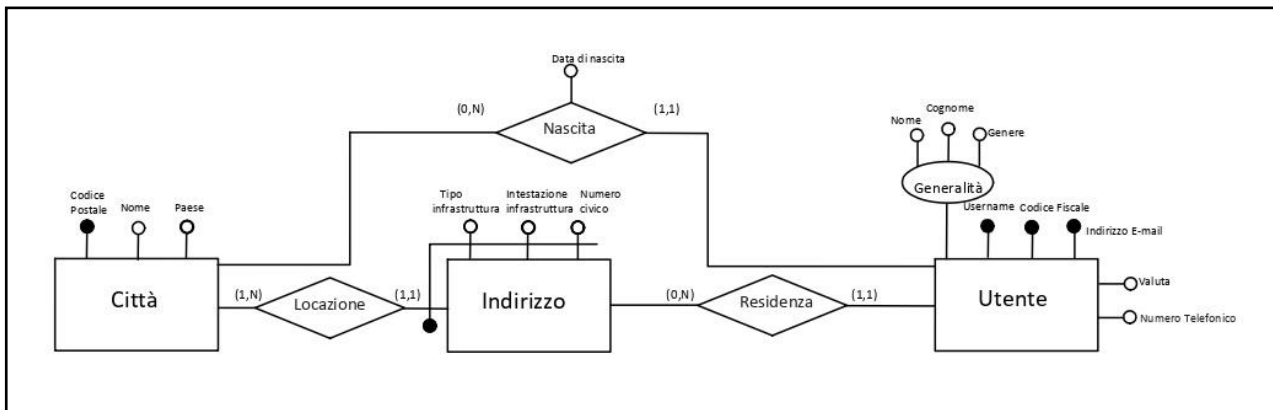 Data di nascita
(0,N)
(1,1)
Nascita
Nome
Cognome
Genere
Generalità
Codice
Postale
Nome
Paese
Tipo
infrastruttura
Intestazione
infrastruttura
Numero
civico
Username
Codice Fiscale
Indirizzo E-mail
Città
(1,N)
Locazione
(1,1)
Indirizzo
(0,N)
Residenza
(1,1)
Utente
Valuta
Numero Telefonico